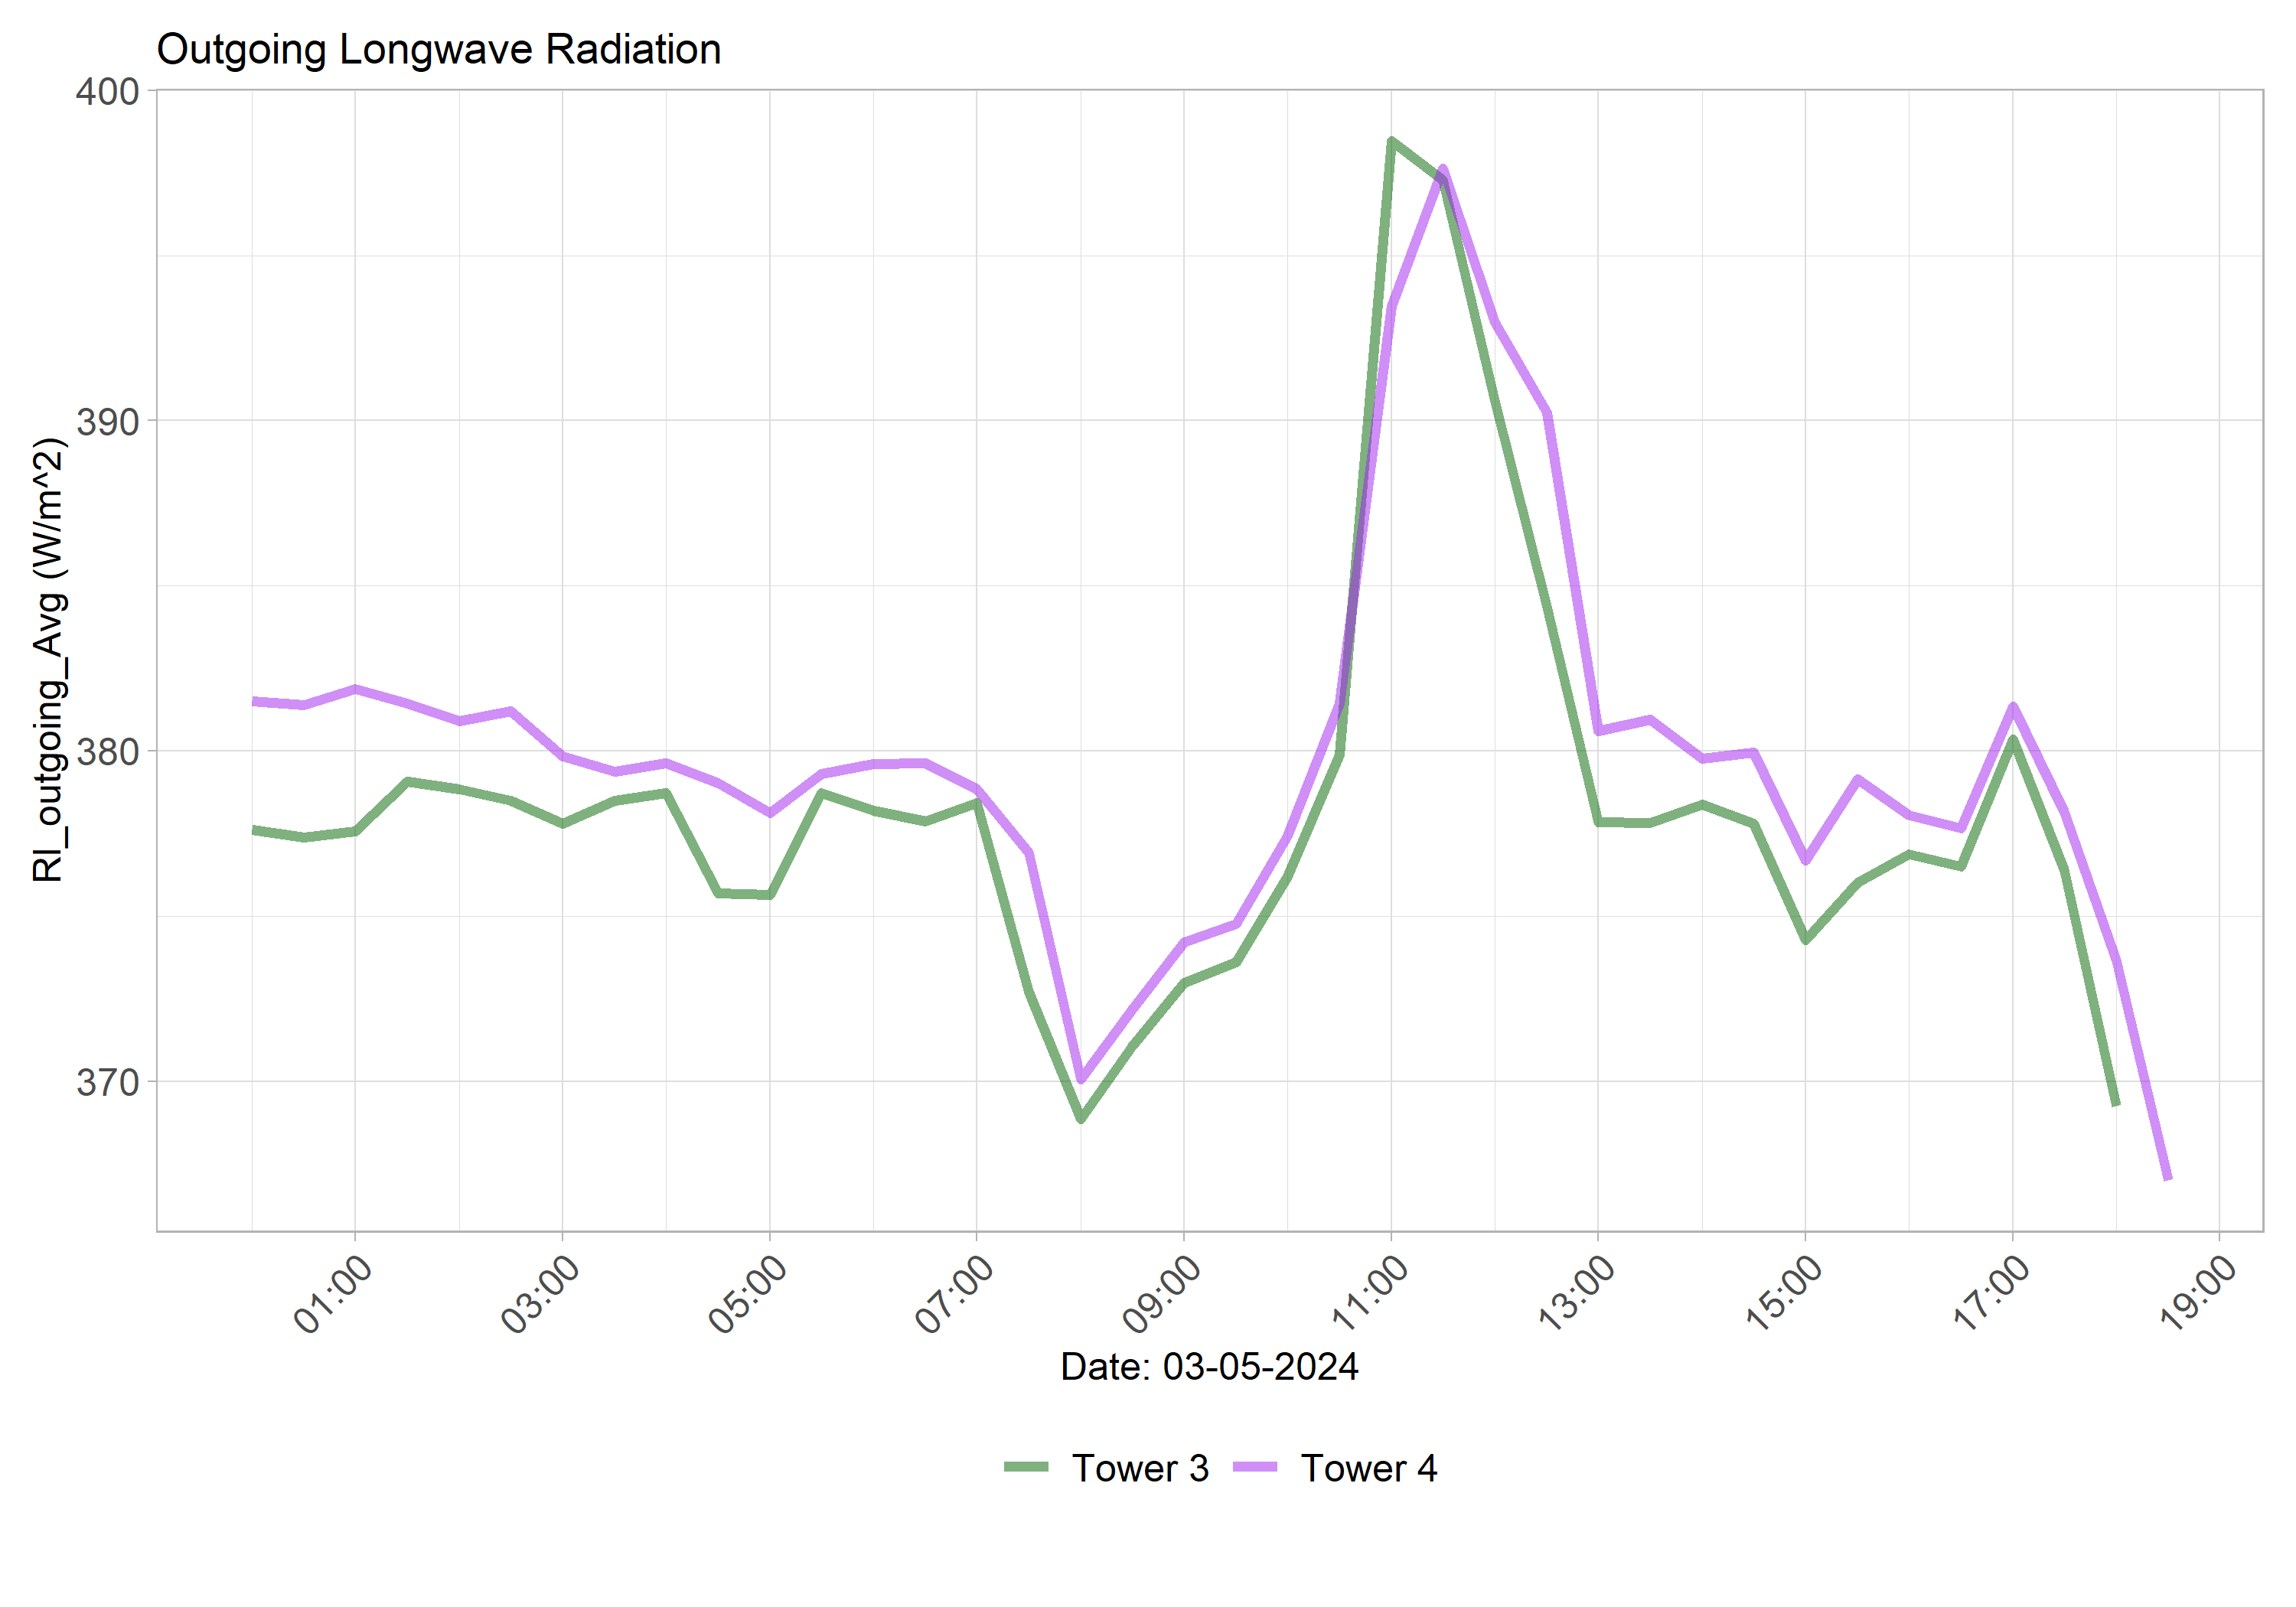 Outgoing Longwave Radiation
Rl_outgoing_Avg (W/m^2)
400
390
380
370
01:00 03:00 05:00 07:00 09:00 11:00 13:00 15:00 17:00 19:00
Date: 03-05-2024
Tower 3 Tower 4